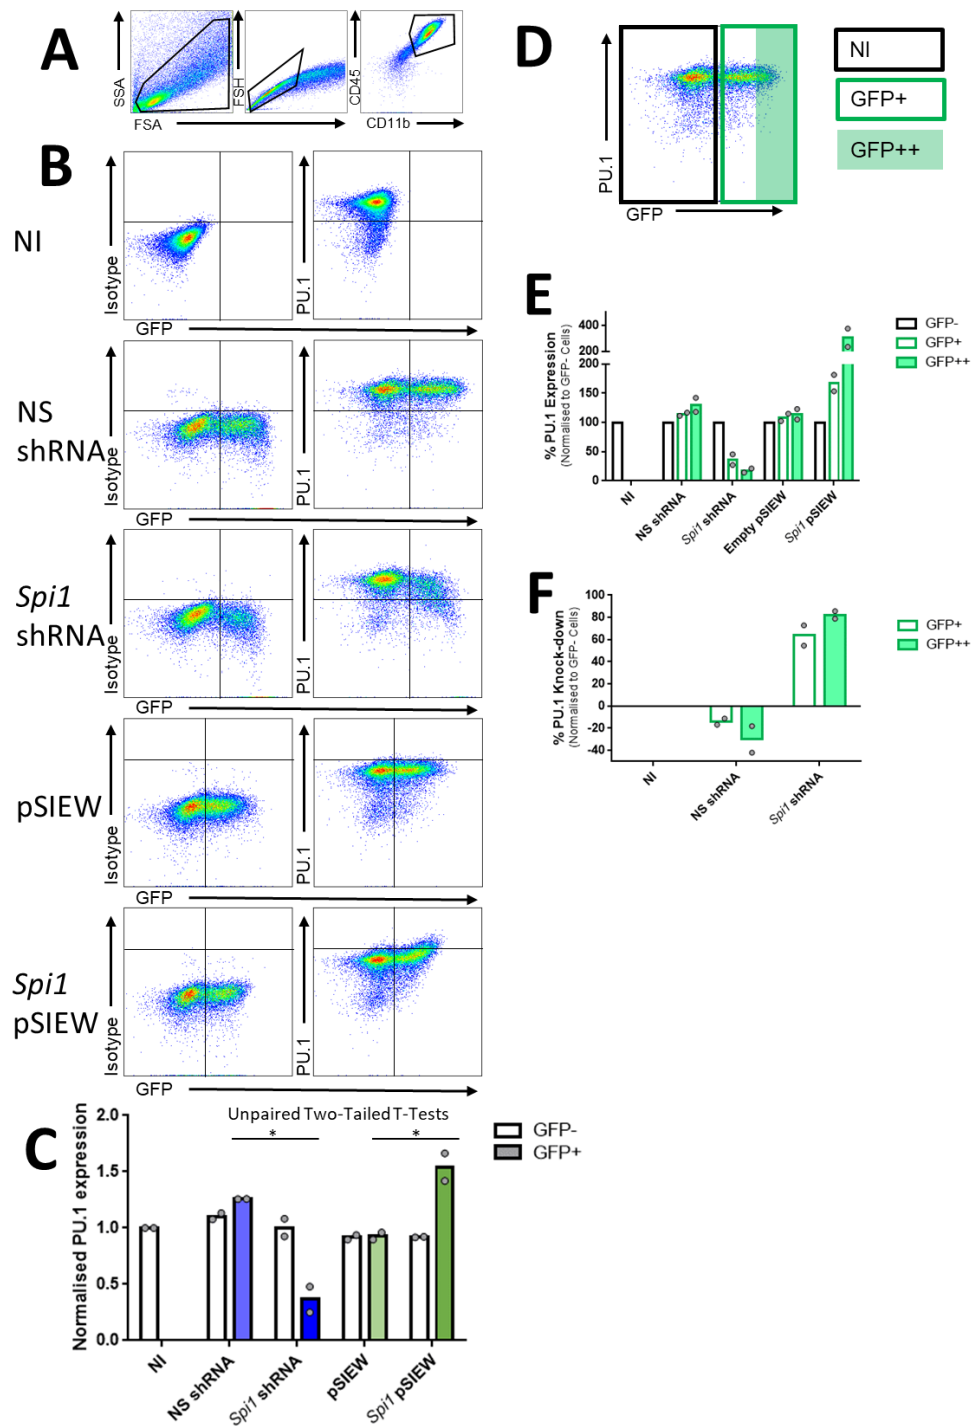 A
SSA
FSA
FSH
CD45
CD11b
B
NI
Isotype
PU.1
GFP
NS
shRNA
Isotype
PU.1
GFP
Spi1
shRNA
Isotype
PU.1
GFP
pSIEW
Isotype
PU.1
GFP
Spi1
pSIEW
Isotype
PU.1
GFP
C
Unpaired Two-Tailed T-Tests
* *
Normalised PU.1 expression
2.0
1.5
1.0
0.5
0.0
NI
NS shRNA
Spi1 shRNA
pSIEW
Spi1 pSIEW
GFP-
GFP+
D
PU.1
GFP
NI
GFP+
GFP++
E
% PU.1 Expression
(Normalised to GFP- Cells)
400
200
200
150
100
50
0
NI
NS shRNA
Spi1 shRNA
Empty pSIEW
Spi1 pSIEW
GFP-
GFP+
GFP++
F
% PU.1 Knock-down
(Normalised to GFP- Cells)
100
80
60
40
20
0
-20
-40
NI
NS shRNA
Spi1 shRNA
GFP+
GFP++